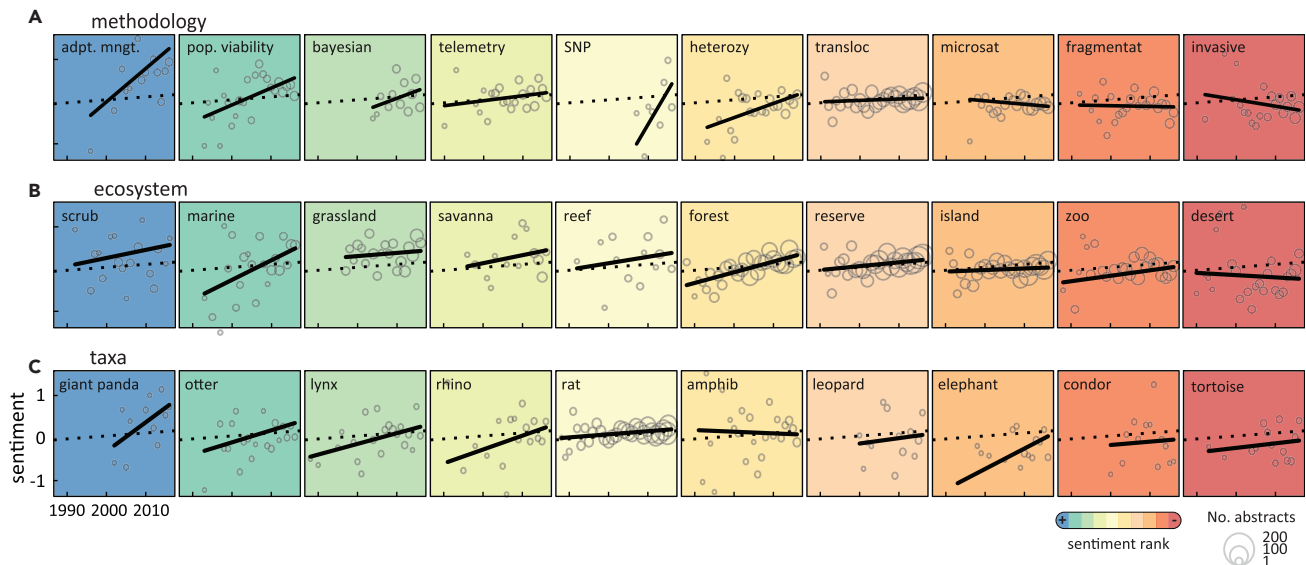 A methodology
adpt. mngt. pop. viability bayesian telemetry SNP heterozy transloc microsat fragmentat invasive
B ecosystem
scrub marine grassland savanna reef forest reserve island zoo desert
C taxa
giant panda otter lynx rhino rat amphib leopard elephant condor tortoise
sentiment
1
0
-1
1990 2000 2010
+ -
sentiment rank
No. abstracts
200
100
1